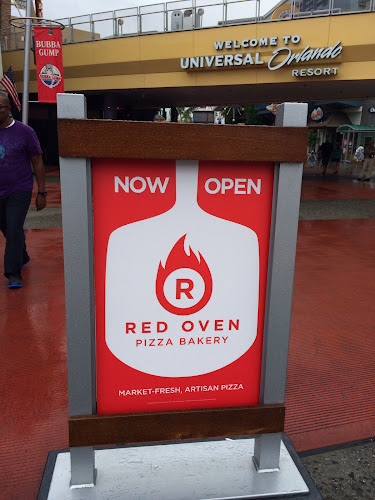 WELCOME TO
UNIVERSAL Orlando
RESORT
BUBBA
GUMP
NOW OPEN
R
RED OVEN
PIZZA BAKERY
MARKET-FRESH, ARTISAN PIZZA